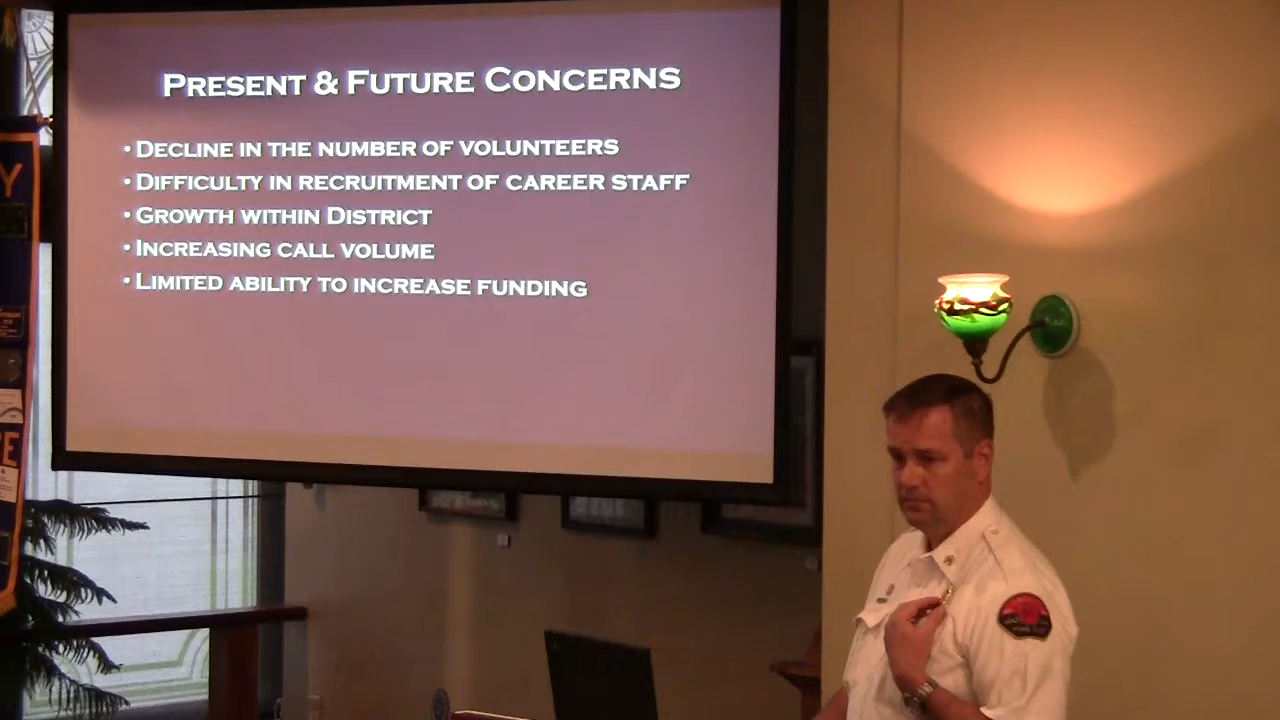 PRESENT & FUTURE CONCERNS
• DECLINE IN THE NUMBER OF VOLUNTEERS
• DIFFICULTY IN RECRUITMENT OF CAREER STAFF
• GROWTH WITHIN DISTRICT
• INCREASING CALL VOLUME
• LIMITED ABILITY TO INCREASE FUNDING
Y
E